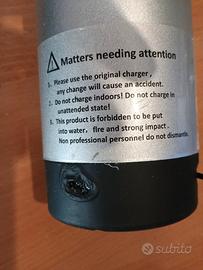 Matters needing attention
1. Please use the original charger ,
any change will cause an accident.
2. Do not charge indoors! Do not charge in
unattended state!
3. This product is forbidden to be put
into water, fire and strong impact .
Non professional personnel do not dismantle.
subito